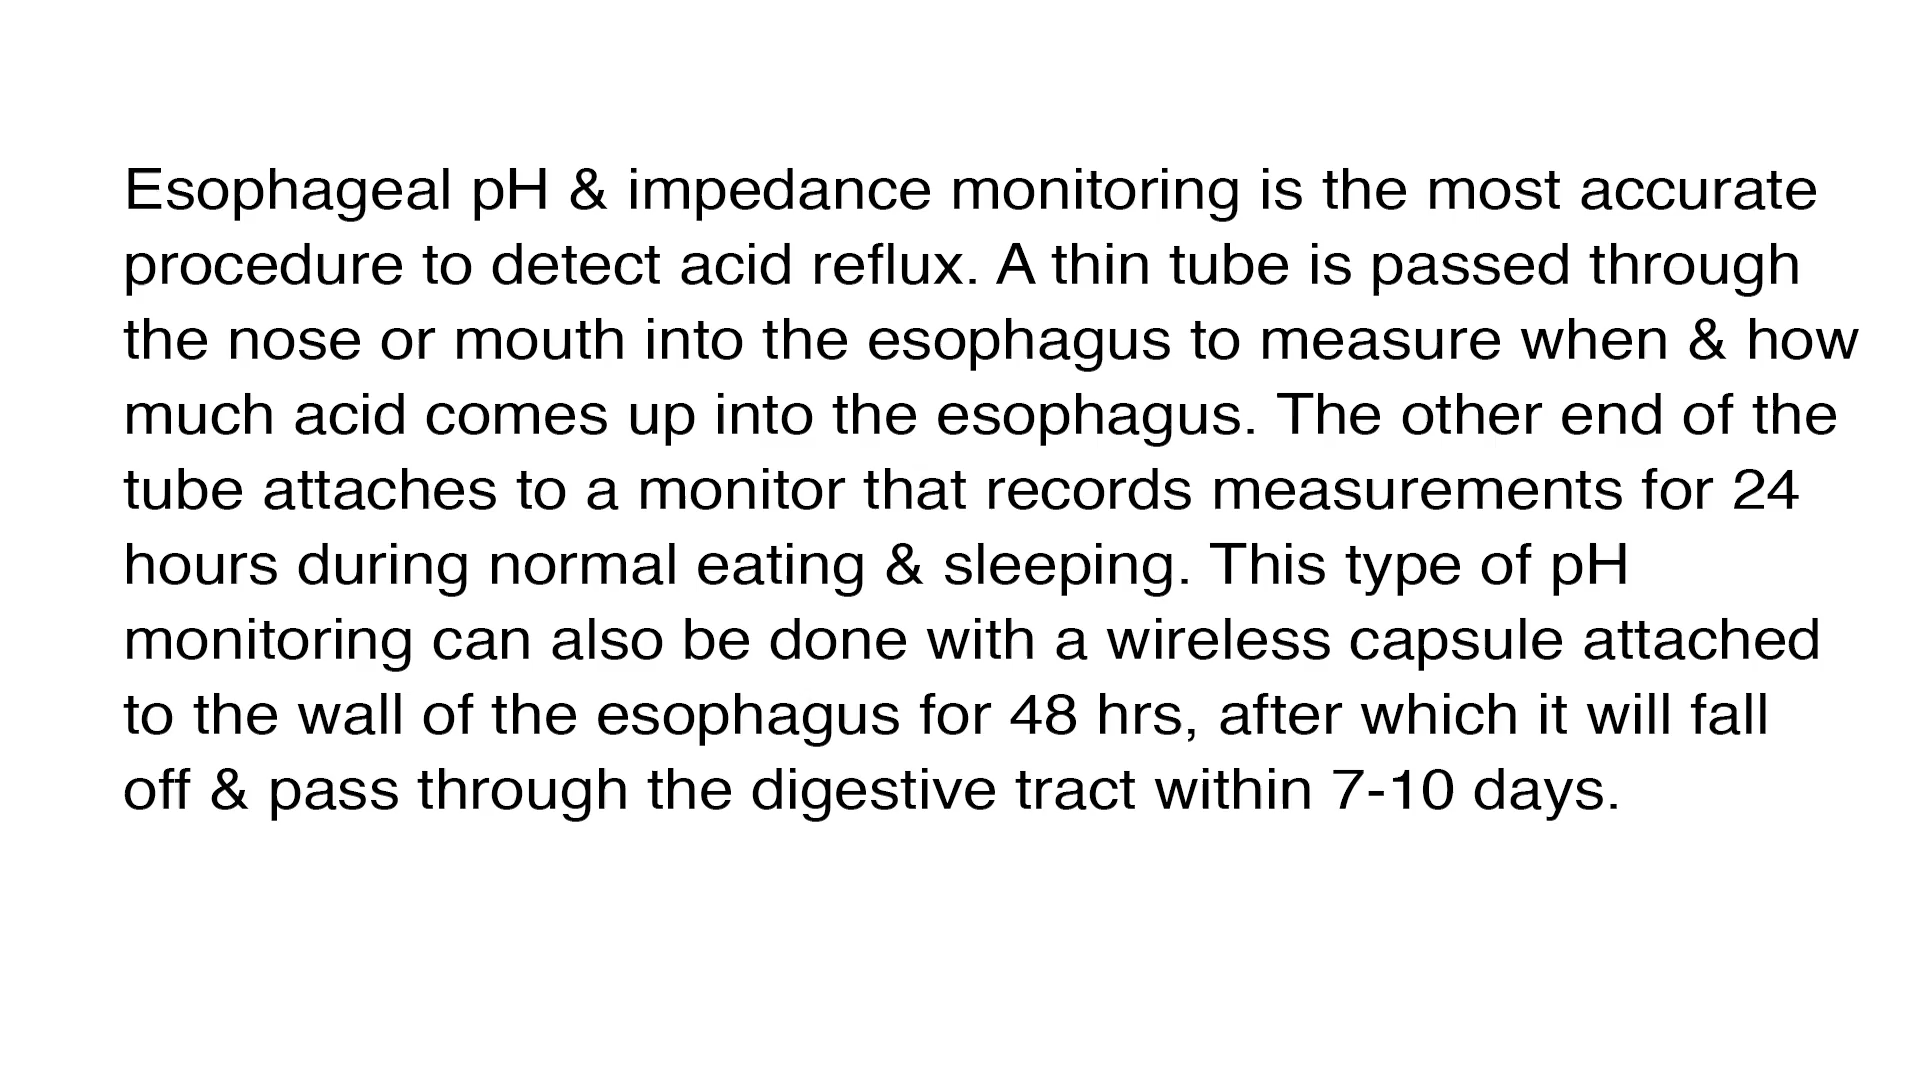 Esophageal pH & impedance monitoring is the most accurate
procedure to detect acid reflux. A thin tube is passed through
the nose or mouth into the esophagus to measure when & how
much acid comes up into the esophagus. The other end of the
tube attaches to a monitor that records measurements for 24
hours during normal eating & sleeping. This type of pH
monitoring can also be done with a wireless capsule attached
to the wall of the esophagus for 48 hrs, after which it will fall
off & pass through the digestive tract within 7-10 days.